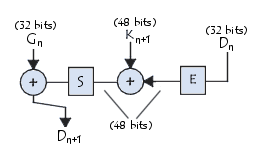 (32 bits)
Gn
(48 bits)
Kn+1
(32 bits)
Dn
+
S
+
E
Dn+1
(48 bits)